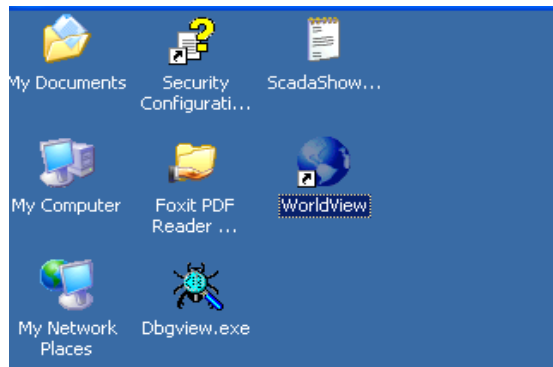 My Documents
Security
Configurati...
ScadaShow...
My Computer
Foxit PDF
Reader ...
WorldView
My Network
Places
Dbgview.exe